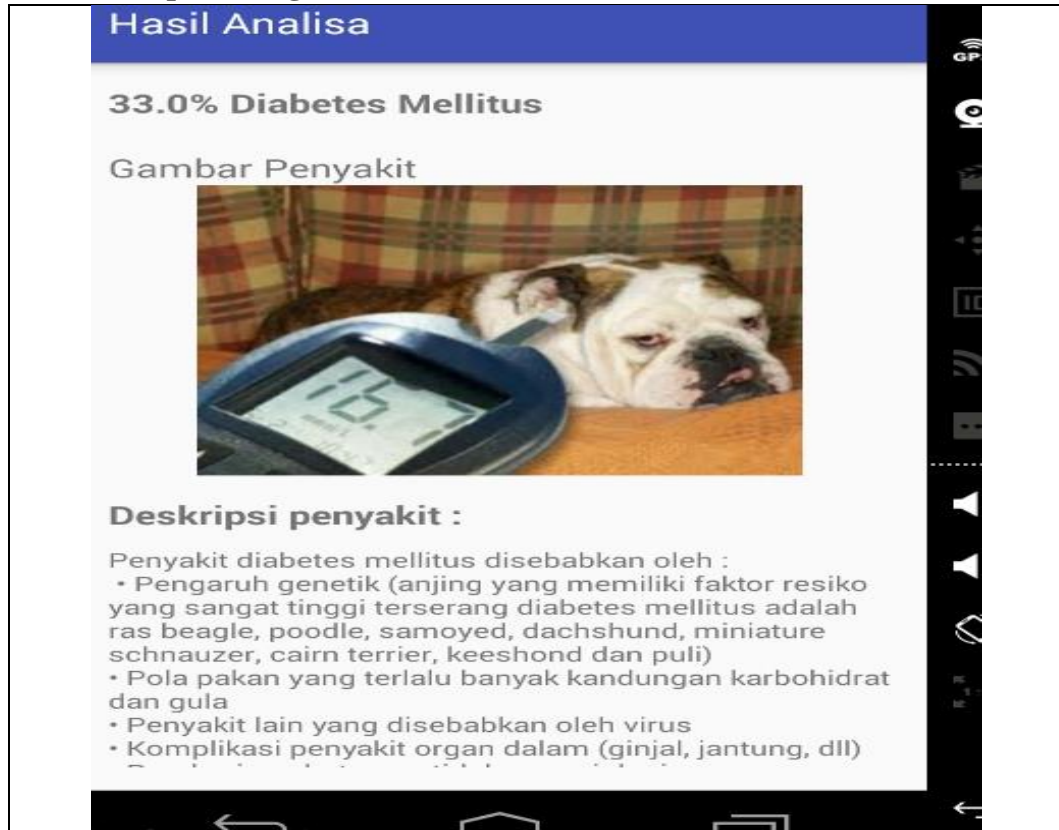 Hasil Analisa
33.0% Diabetes Mellitus
Gambar Penyakit
16.7
Deskripsi penyakit :
Penyakit diabetes mellitus disebabkan oleh :
• Pengaruh genetik (anjing yang memiliki faktor resiko
yang sangat tinggi terserang diabetes mellitus adalah
ras beagle, poodle, samoyed, dachshund, miniature
schnauzer, cairn terrier, keeshond dan puli)
• Pola pakan yang terlalu banyak kandungan karbohidrat
dan gula
• Penyakit lain yang disebabkan oleh virus
• Komplikasi penyakit organ dalam (ginjal, jantung, dll)